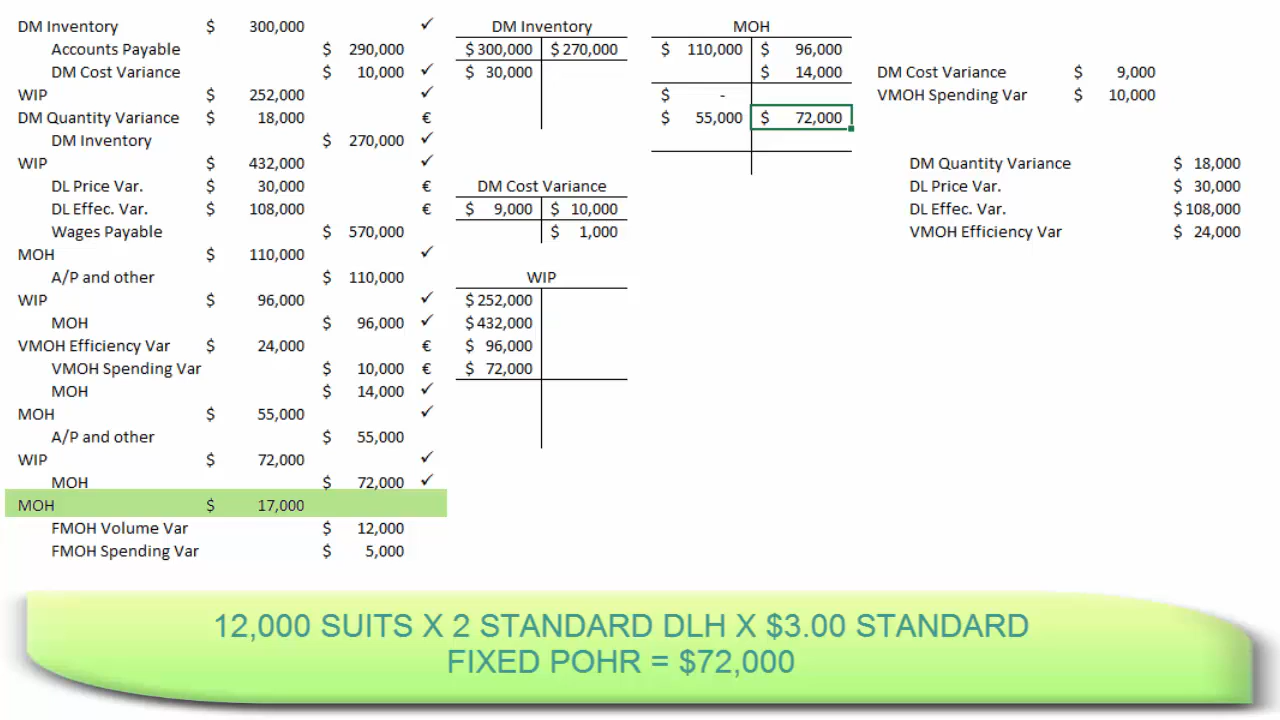 DM Inventory $ 300,000 ✓
Accounts Payable $ 290,000
DM Cost Variance $ 10,000 ✓
WIP $ 252,000 ✓
DM Quantity Variance $ 18,000 €
DM Inventory $ 270,000 ✓
WIP $ 432,000 ✓
DL Price Var. $ 30,000 €
DL Effec. Var. $ 108,000 €
Wages Payable $ 570,000
MOH $ 110,000 ✓
A/P and other $ 110,000
WIP $ 96,000 ✓
MOH $ 96,000 ✓
VMOH Efficiency Var $ 24,000 €
VMOH Spending Var $ 10,000 €
MOH $ 14,000 ✓
MOH $ 55,000 ✓
A/P and other $ 55,000
WIP $ 72,000 ✓
MOH $ 72,000 ✓
MOH $ 17,000
FMOH Volume Var $ 12,000
FMOH Spending Var $ 5,000
DM Inventory
$ 300,000 $ 270,000
$ 30,000
DM Cost Variance
$ 9,000 $ 10,000
$ 1,000
WIP
$ 252,000
$ 432,000
$ 96,000
$ 72,000
MOH
$ 110,000 $ 96,000
$ 14,000
$ -
$ 55,000 $ 72,000
DM Cost Variance $ 9,000
VMOH Spending Var $ 10,000
DM Quantity Variance $ 18,000
DL Price Var. $ 30,000
DL Effec. Var. $ 108,000
VMOH Efficiency Var $ 24,000
12,000 SUITS X 2 STANDARD DLH X $3.00 STANDARD
FIXED POHR = $72,000